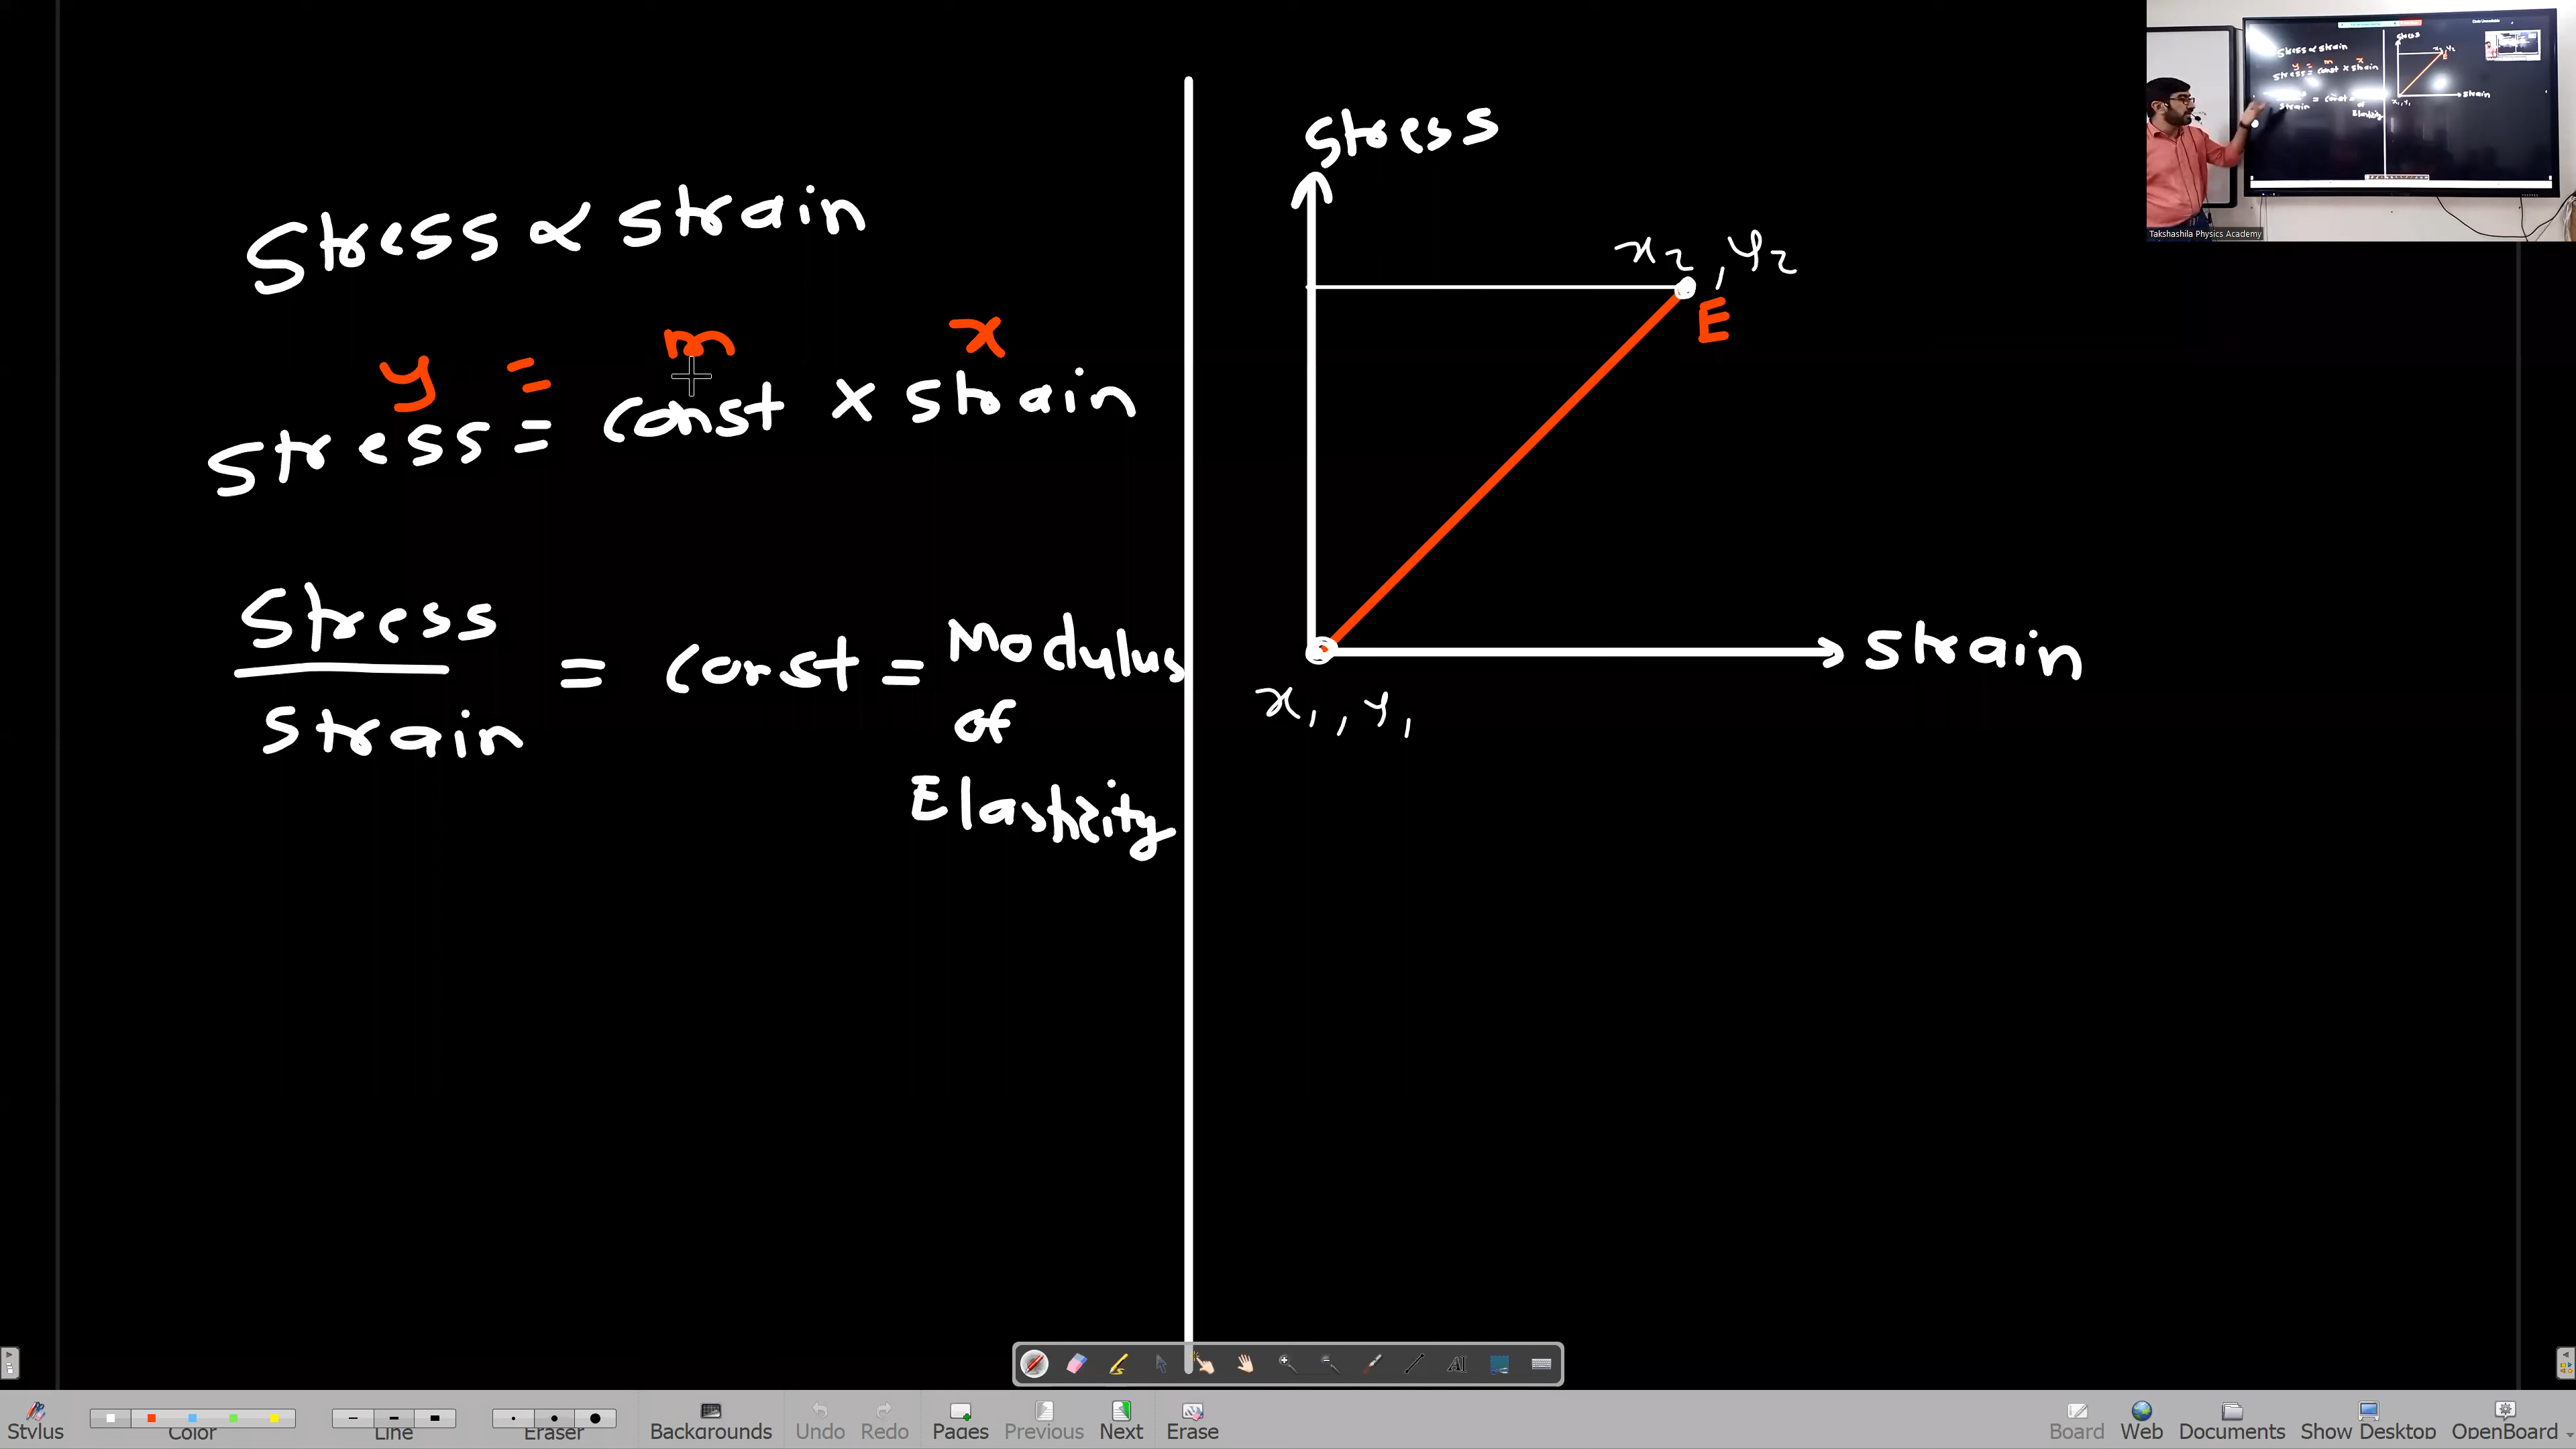 Stress ∝ strain
y = m x
Stress = const × strain
Stress
Strain
= const = Modulus
of
Elasticity
Stress
x2, y2
E
strain
x1, y1
Takshashila Physics Academy
Stylus
Color
Line
Eraser
Backgrounds
Undo
Redo
Pages
Previous
Next
Erase
Board
Web
Documents
Show Desktop
OpenBoard